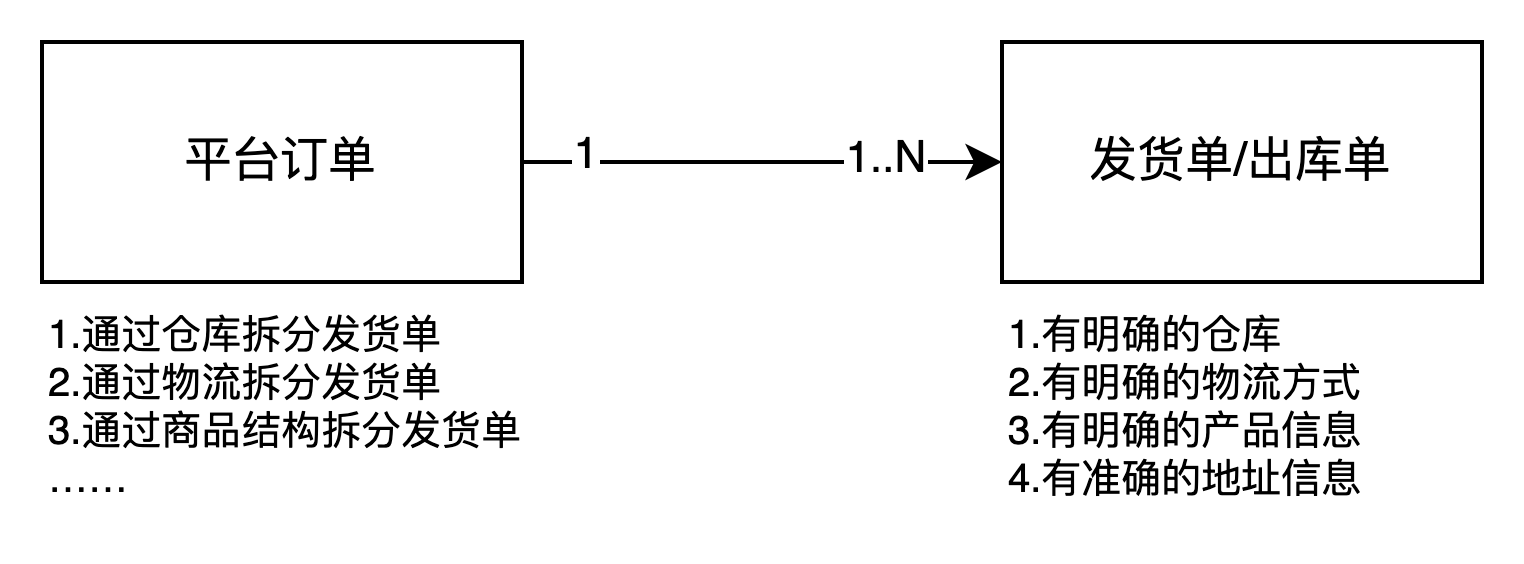 平台订单
1
1..N
发货单/出库单
1.通过仓库拆分发货单
2.通过物流拆分发货单
3.通过商品结构拆分发货单
……
1.有明确的仓库
2.有明确的物流方式
3.有明确的产品信息
4.有准确的地址信息